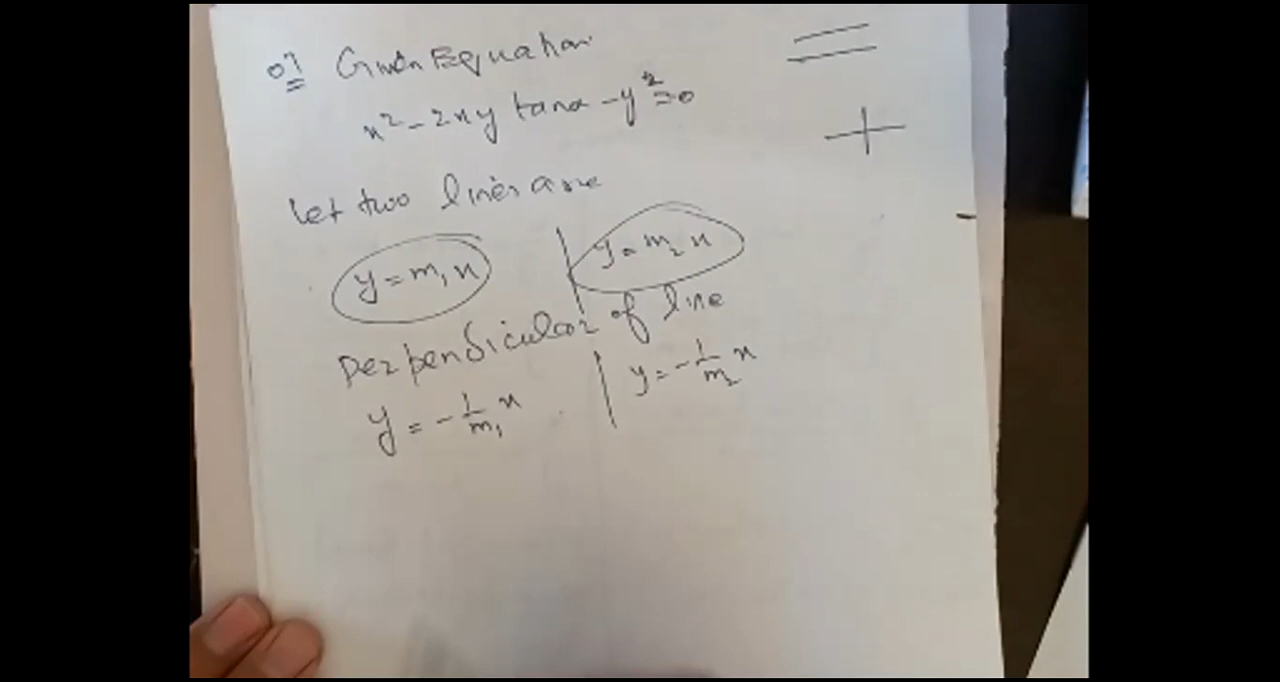 07 Given Equation
x² - 2xy tanα - y² = 0
let two lines are
y = m₁x | y = m₂x
Perpendicular of line
y = -1/m₁ x | y = -1/m₂ x